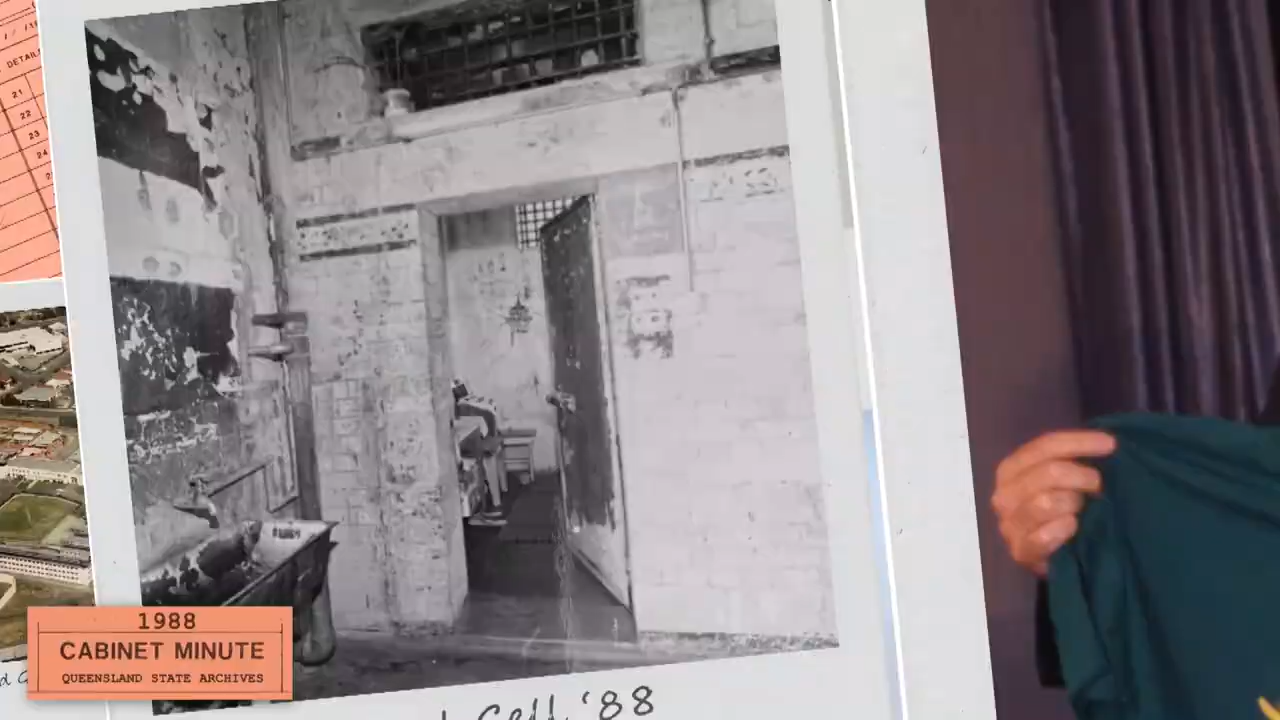 DETAIL
21
22
23
24
1988
CABINET MINUTE
QUEENSLAND STATE ARCHIVES
Cell '88